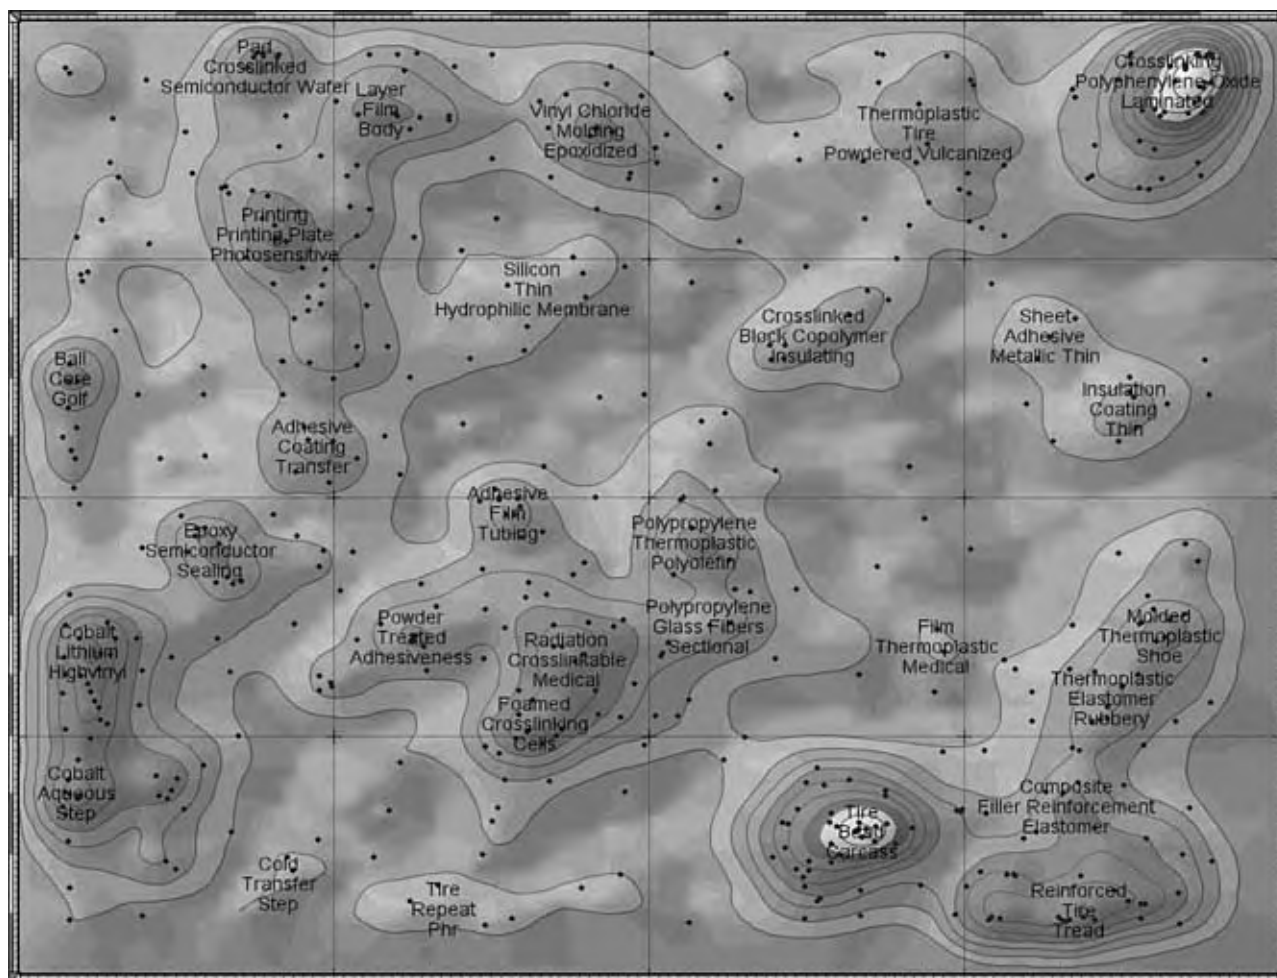 Pad
Crosslinked
Semiconductor Wafer
Layer
Film
Body
Vinyl Chloride
Molding
Epoxidized
Thermoplastic
Tire
Powdered Vulcanized
Crosslinking
Polyphenylene Oxide
Laminated
Printing
Printing Plate
Photosensitive
Silicon
Thin
Hydrophilic Membrane
Crosslinked
Block Copolymer
Insulating
Sheet
Adhesive
Metallic Thin
Ball
Core
Golf
Insulation
Coating
Thin
Adhesive
Coating
Transfer
Adhesive
Film
Tubing
Epoxy
Semiconductor
Sealing
Polypropylene
Thermoplastic
Polyolefin
Cobalt
Lithium
Highvinyl
Powder
Treated
Adhesiveness
Radiation
Crosslinktable
Medical
Polypropylene
Glass Fibers
Sectional
Film
Thermoplastic
Medical
Molded
Thermoplastic
Shoe
Thermoplastic
Elastomer
Rubbery
Foamed
Crosslinking
Cells
Cobalt
Aqueous
Step
Composite
Filler Reinforcement
Elastomer
Tire
Bead
Carcass
Cold
Transfer
Step
Tire
Repeat
Phr
Reinforced
Tire
Tread